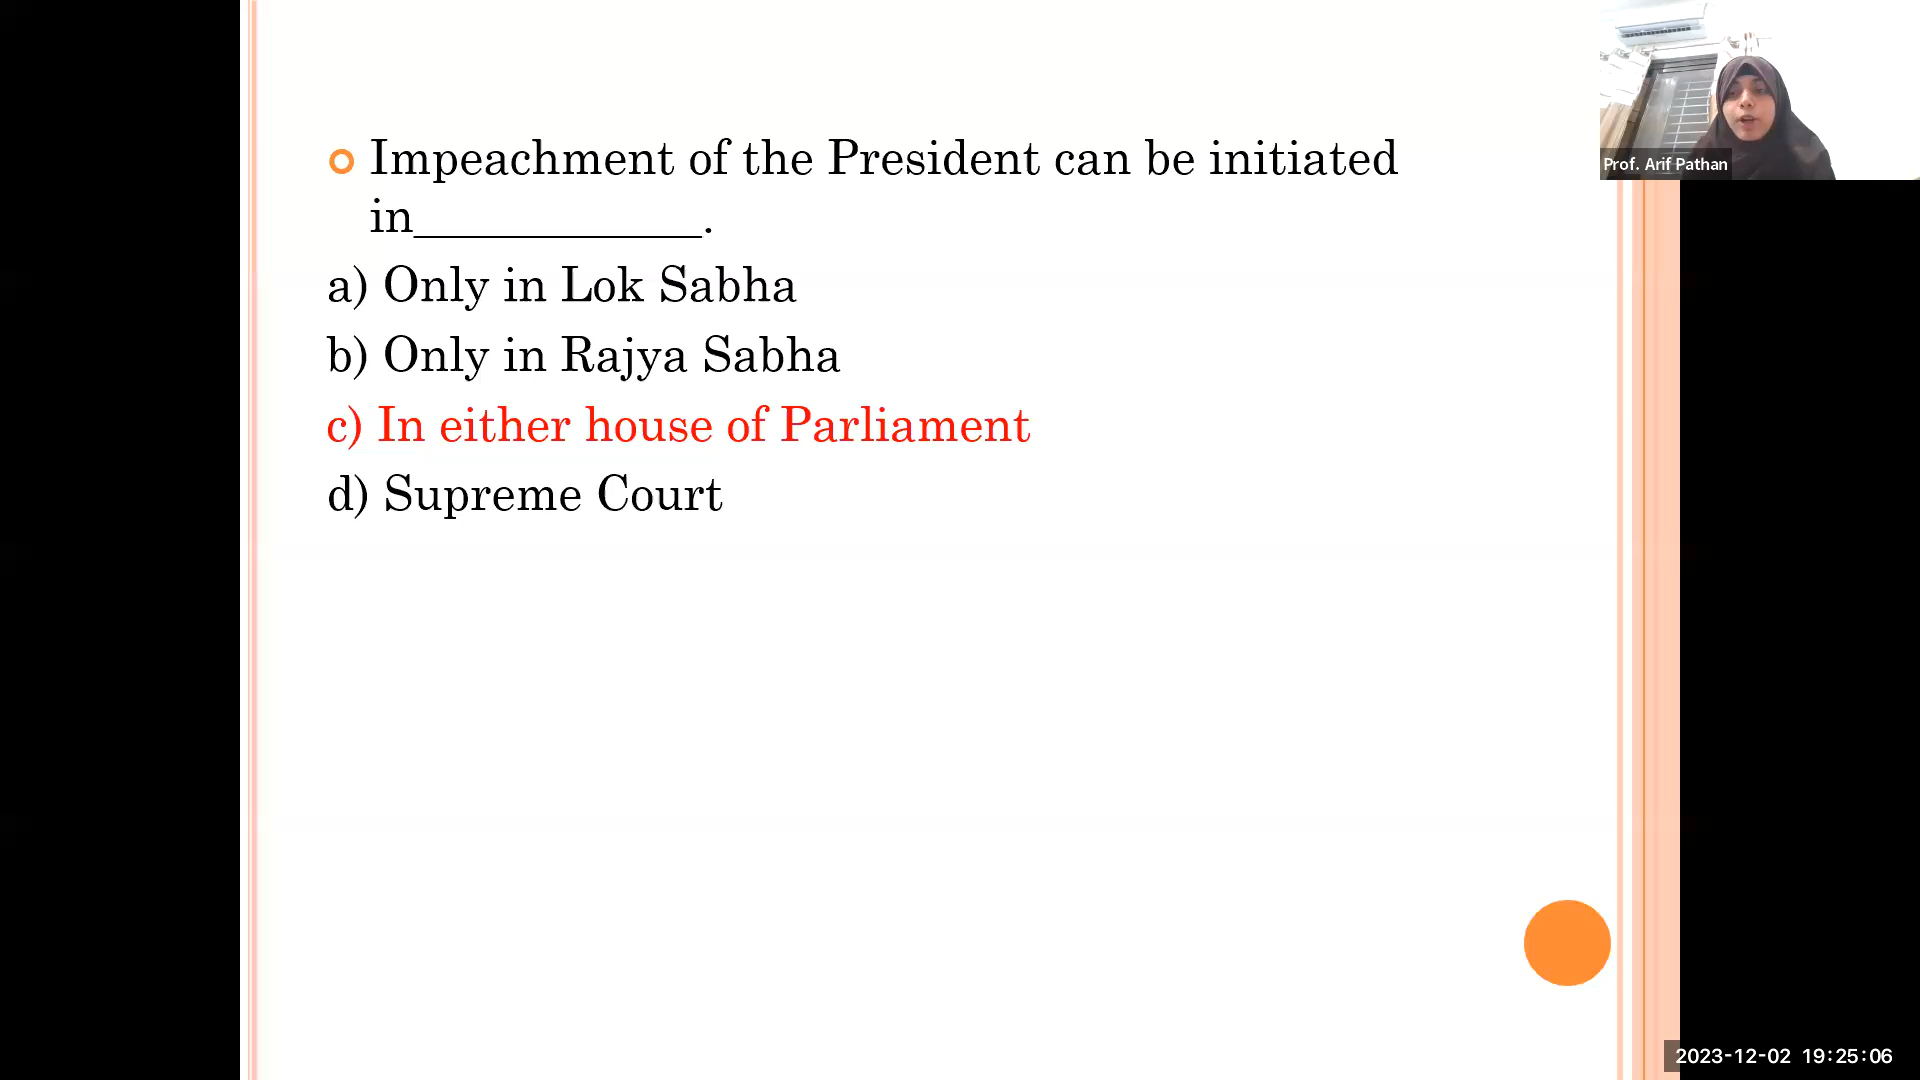 Impeachment of the President can be initiated
in____________.
a) Only in Lok Sabha
b) Only in Rajya Sabha
c) In either house of Parliament
d) Supreme Court
Prof. Arif Pathan
2023-12-02 19:25:06